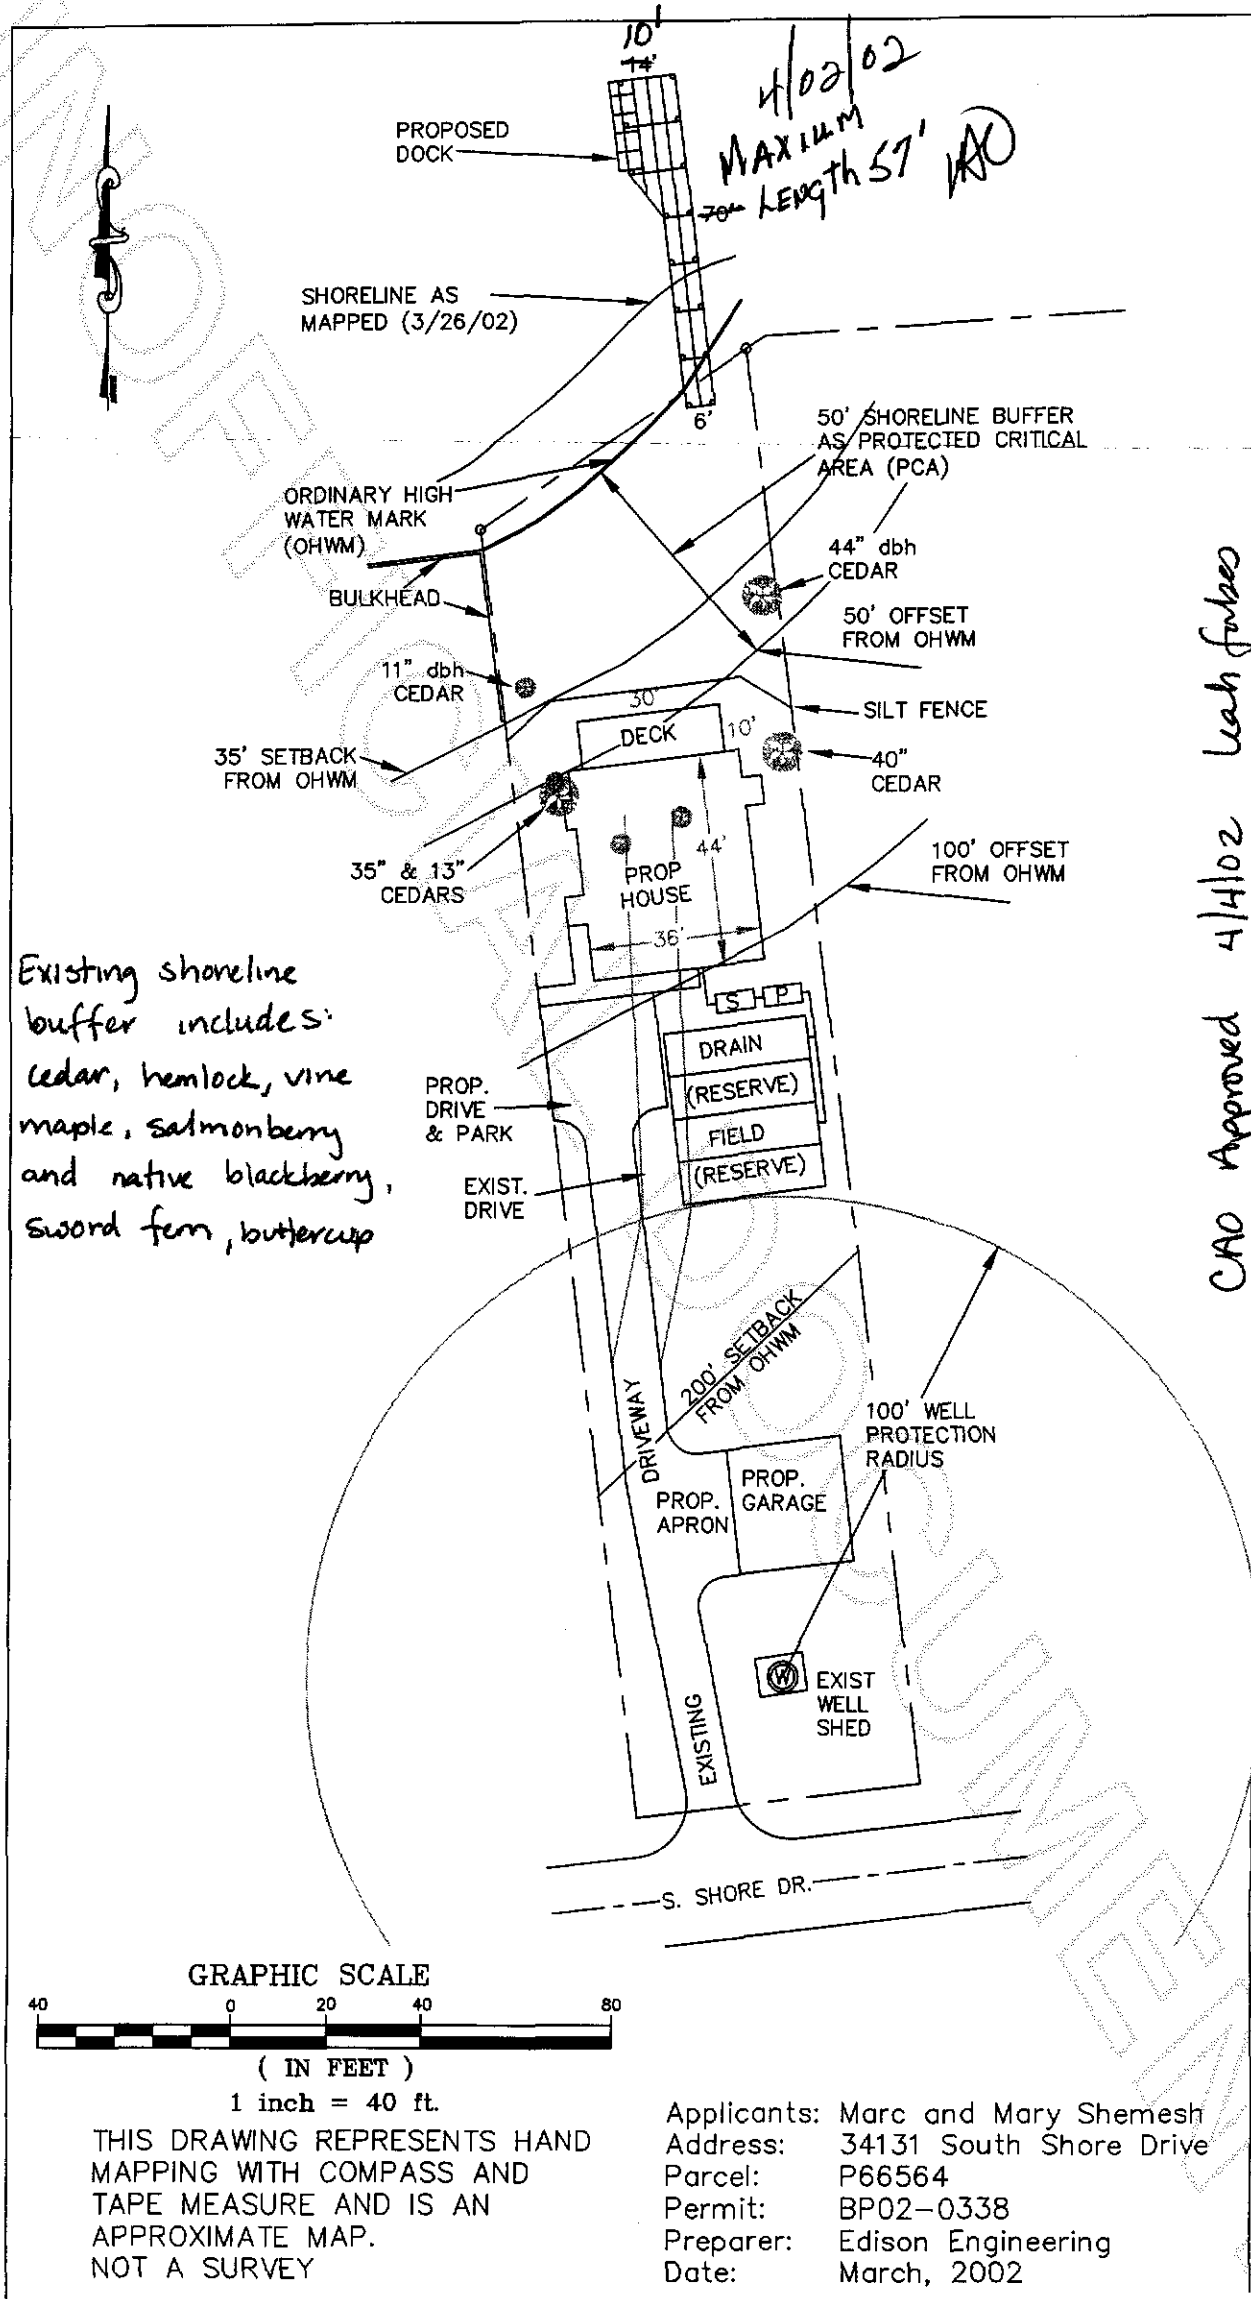 10'
14'
4/02/02
MAXIUM
LENGTH 57'
70'
PROPOSED
DOCK
SHORELINE AS
MAPPED (3/26/02)
6'
50' SHORELINE BUFFER
AS PROTECTED CRITICAL
AREA (PCA)
ORDINARY HIGH
WATER MARK
(OHWM)
44" dbh
CEDAR
BULKHEAD
50' OFFSET
FROM OHWM
11" dbh
CEDAR
30'
SILT FENCE
DECK
10'
35' SETBACK
FROM OHWM
40"
CEDAR
35" & 13"
CEDARS
44'
PROP
HOUSE
36'
100' OFFSET
FROM OHWM
Existing shoreline
buffer includes:
cedar, hemlock, vine
maple, salmonberry
and native blackberry,
sword fern, buttercup
S P
DRAIN
(RESERVE)
FIELD
(RESERVE)
PROP.
DRIVE
& PARK
EXIST.
DRIVE
CAO Approved 4/4/02 Leah Forbes
200' SETBACK
FROM OHWM
DRIVEWAY
100' WELL
PROTECTION
RADIUS
PROP.
GARAGE
PROP.
APRON
W
EXIST
WELL
SHED
EXISTING
S. SHORE DR.
GRAPHIC SCALE
40 0 20 40 80
( IN FEET )
1 inch = 40 ft.
THIS DRAWING REPRESENTS HAND
MAPPING WITH COMPASS AND
TAPE MEASURE AND IS AN
APPROXIMATE MAP.
NOT A SURVEY
Applicants: Marc and Mary Shemesh
Address: 34131 South Shore Drive
Parcel: P66564
Permit: BP02-0338
Preparer: Edison Engineering
Date: March, 2002
UNOFFICIAL DOCUMEN